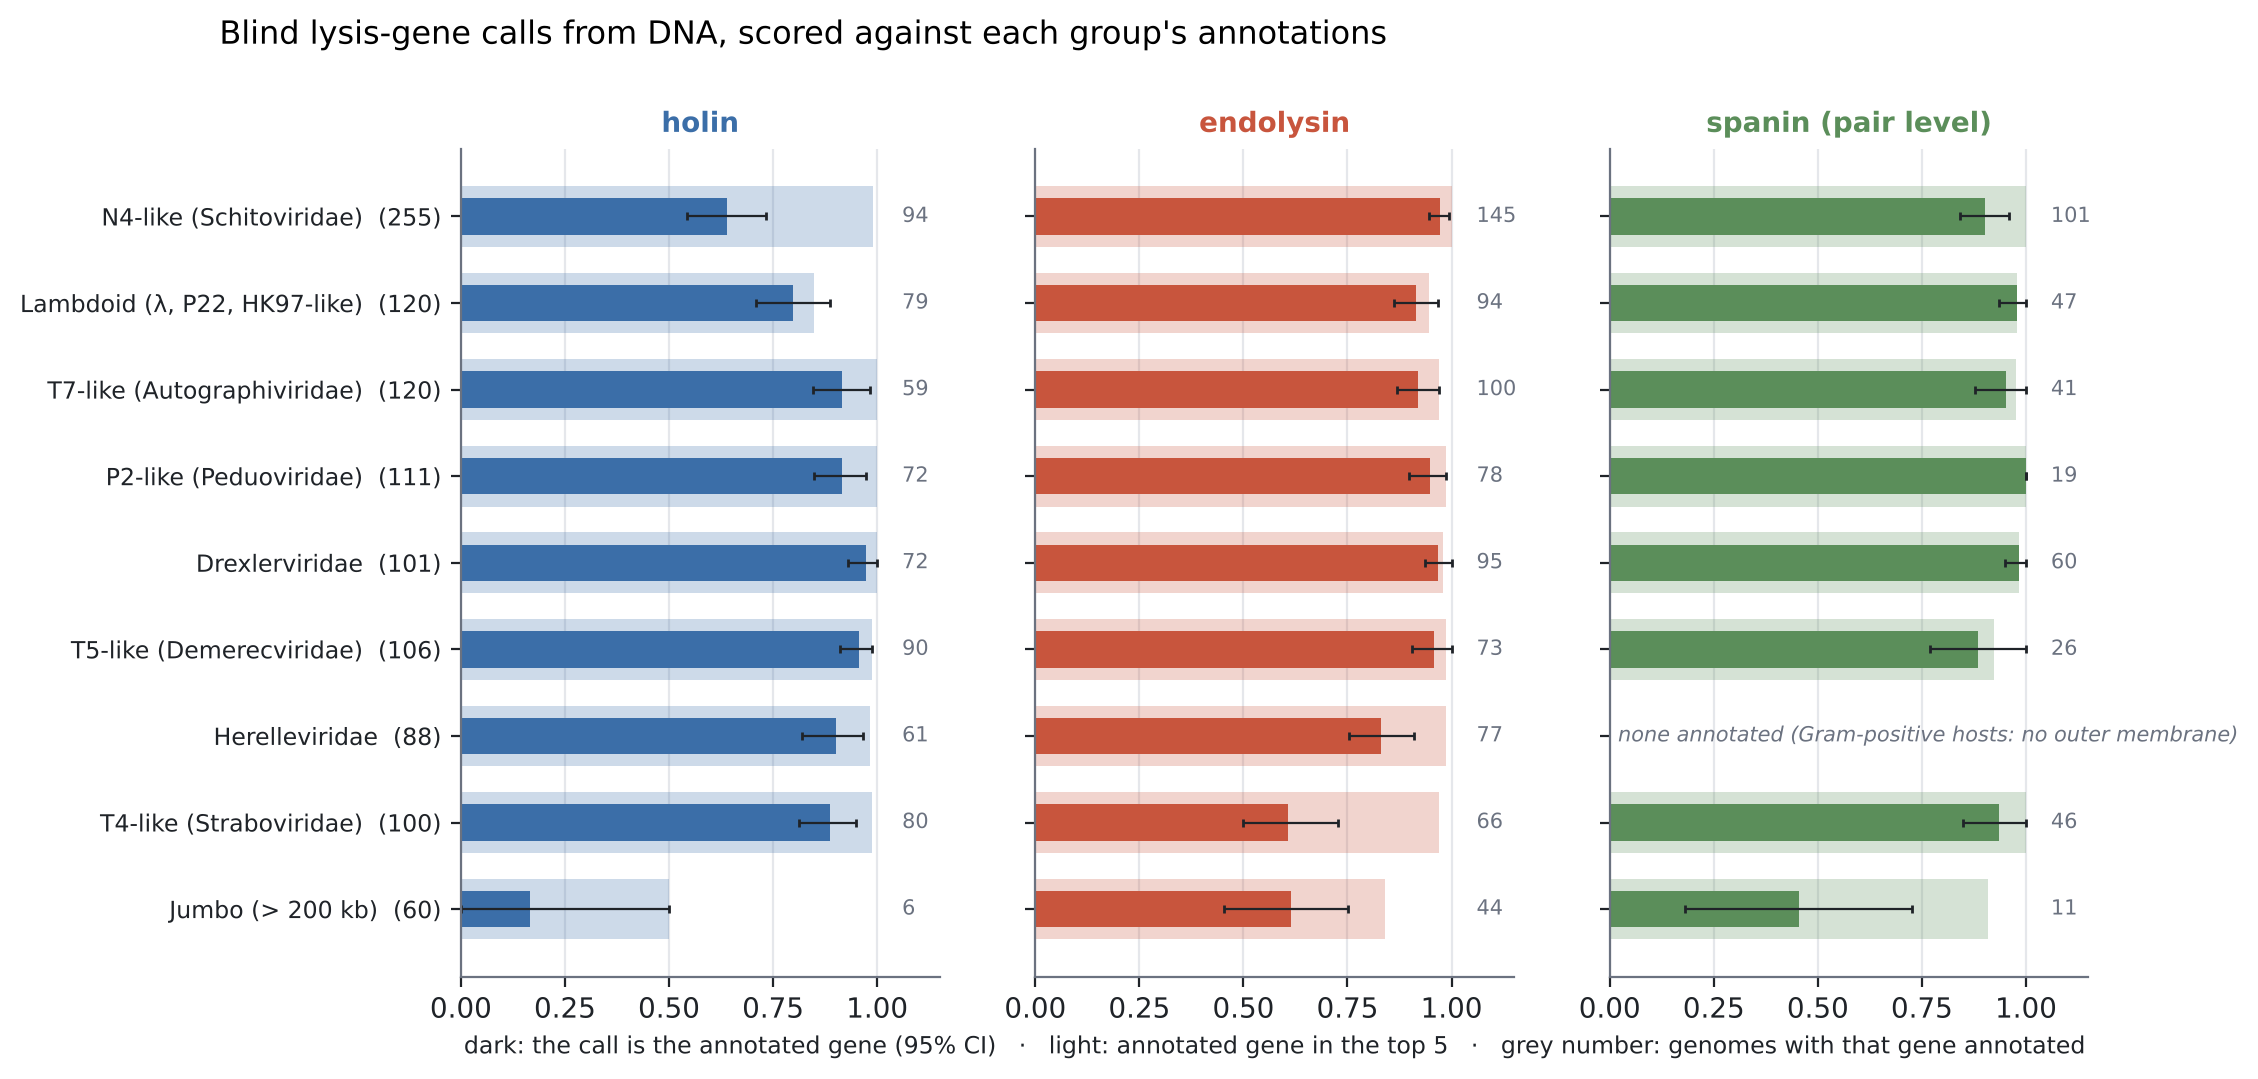 Blind lysis-gene calls from DNA, scored against each group's annotations
holin endolysin spanin (pair level)
N4-like (Schitoviridae) (255) 94 145 101
Lambdoid (λ, P22, HK97-like) (120) 79 94 47
T7-like (Autographiviridae) (120) 59 100 41
P2-like (Peduoviridae) (111) 72 78 19
Drexlerviridae (101) 72 95 60
T5-like (Demerecviridae) (106) 90 73 26
Herelleviridae (88) 61 77 none annotated (Gram-positive hosts: no outer membrane)
T4-like (Straboviridae) (100) 80 66 46
Jumbo (> 200 kb) (60) 6 44 11
0.00 0.25 0.50 0.75 1.00 0.00 0.25 0.50 0.75 1.00 0.00 0.25 0.50 0.75 1.00
dark: the call is the annotated gene (95% CI) · light: annotated gene in the top 5 · grey number: genomes with that gene annotated